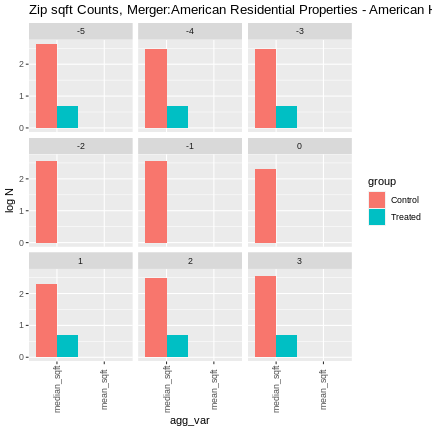 Zip sqft Counts, Merger:American Residential Properties - American H
-5
-4
-3
2
1
0
-2
-1
0
2
1
0
1
2
3
2
1
0
log N
median_sqft
mean_sqft
median_sqft
mean_sqft
median_sqft
mean_sqft
agg_var
group
Control
Treated